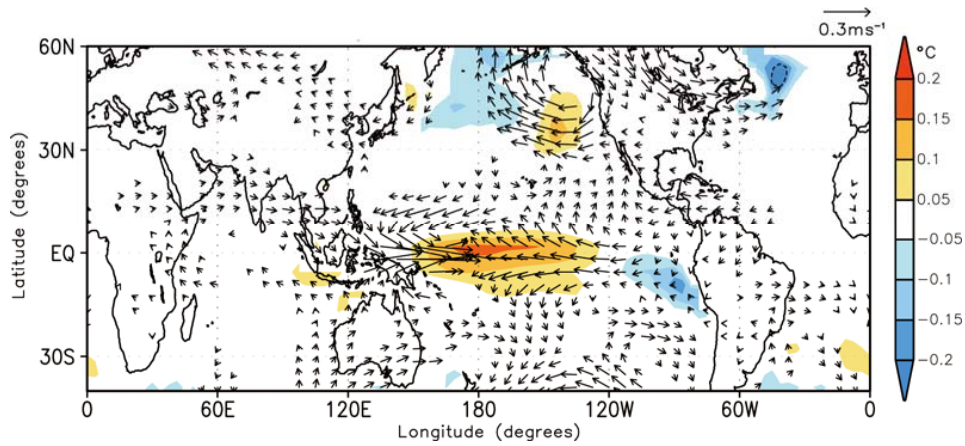 0.3ms⁻¹
60N
°C
0.2
0.15
30N
0.1
0.05
EQ
-0.05
-0.1
-0.15
30S
-0.2
Latitude (degrees)
0 60E 120E 180 120W 60W 0
Longitude (degrees)